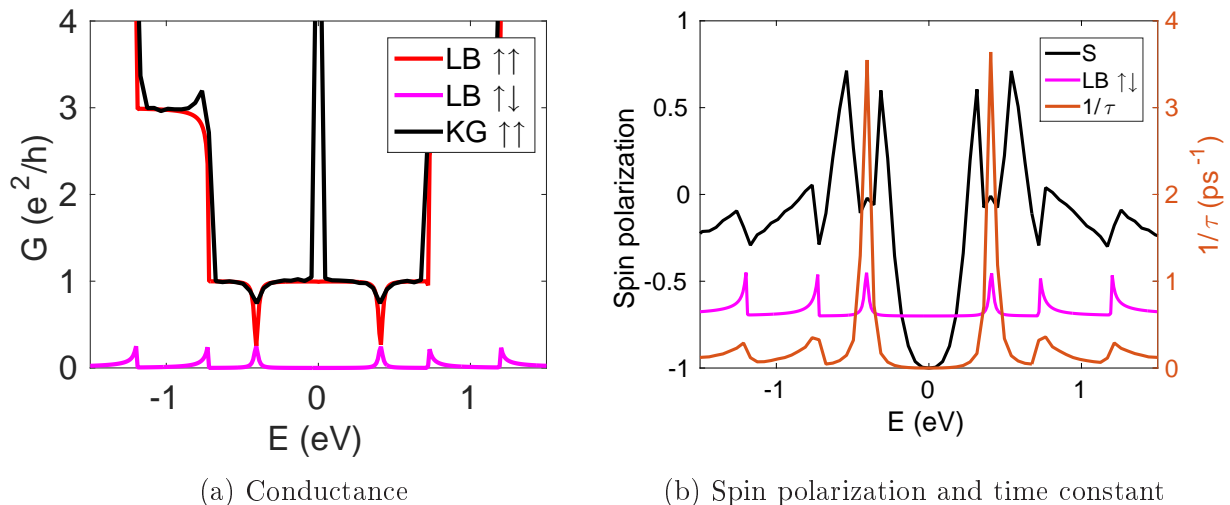 4
3
2
1
0
G (e²/h)
-1
0
1
E (eV)
LB ↑↑
LB ↑↓
KG ↑↑
(a) Conductance
1
0.5
0
-0.5
-1
Spin polarization
-1
0
1
E (eV)
S
LB ↑↓
1/τ
4
3
2
1
0
1/τ (ps⁻¹)
(b) Spin polarization and time constant